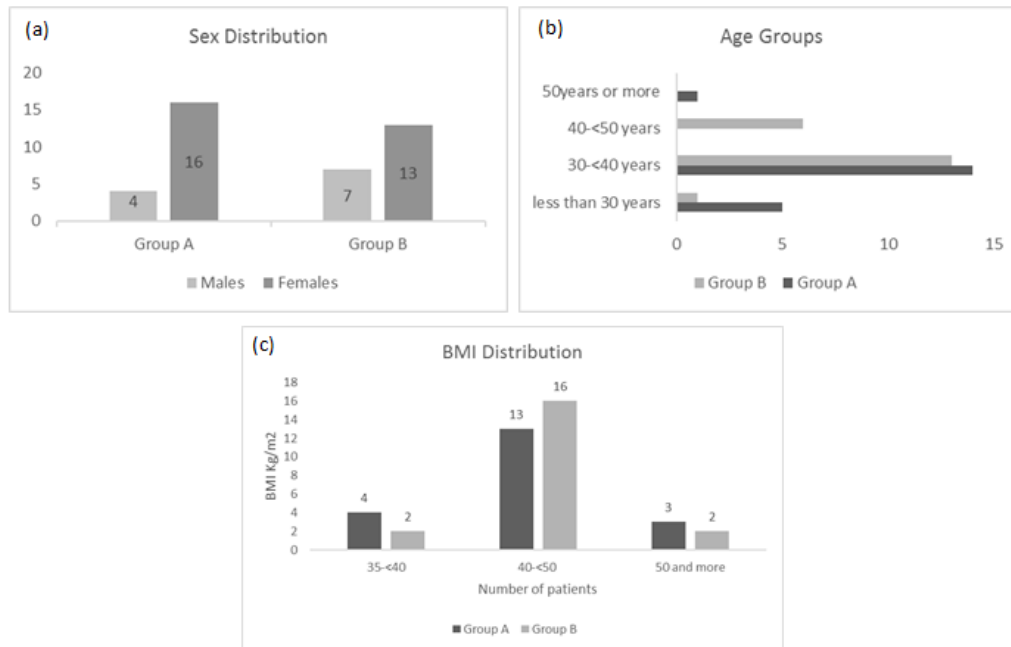 (a)
Sex Distribution
20
15
10
5
0
4
16
7
13
Group A
Group B
Males
Females
(b)
Age Groups
50years or more
40-<50 years
30-<40 years
less than 30 years
0
5
10
15
Group B
Group A
(c)
BMI Distribution
BMI Kg/m2
18
16
14
12
10
8
6
4
2
0
4
2
13
16
3
2
35-<40
40-<50
50 and more
Number of patients
Group A
Group B